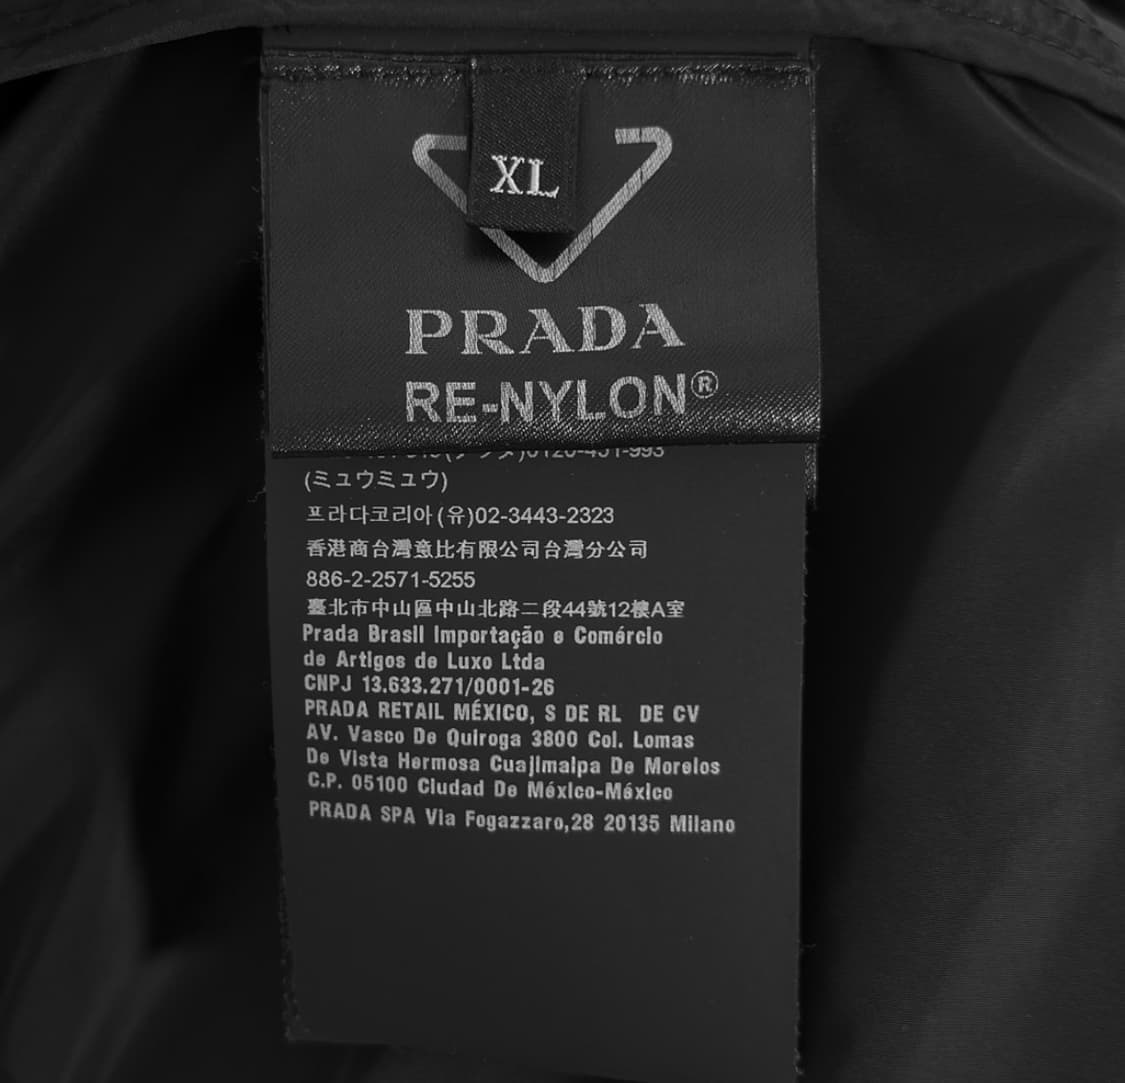 XL
PRADA
RE-NYLON®
0120-451-993
(ミュウミュウ)
프라다코리아(유)02-3443-2323
香港商台灣意比有限公司台灣分公司
886-2-2571-5255
臺北市中山區中山北路二段44號12樓A室
Prada Brasil Importação e Comércio
de Artigos de Luxo Ltda
CNPJ 13.633.271/0001-26
PRADA RETAIL MÉXICO, S DE RL DE CV
AV. Vasco De Quiroga 3800 Col. Lomas
De Vista Hermosa Cuajimalpa De Morelos
C.P. 05100 Ciudad De México-México
PRADA SPA Via Fogazzaro,28 20135 Milano